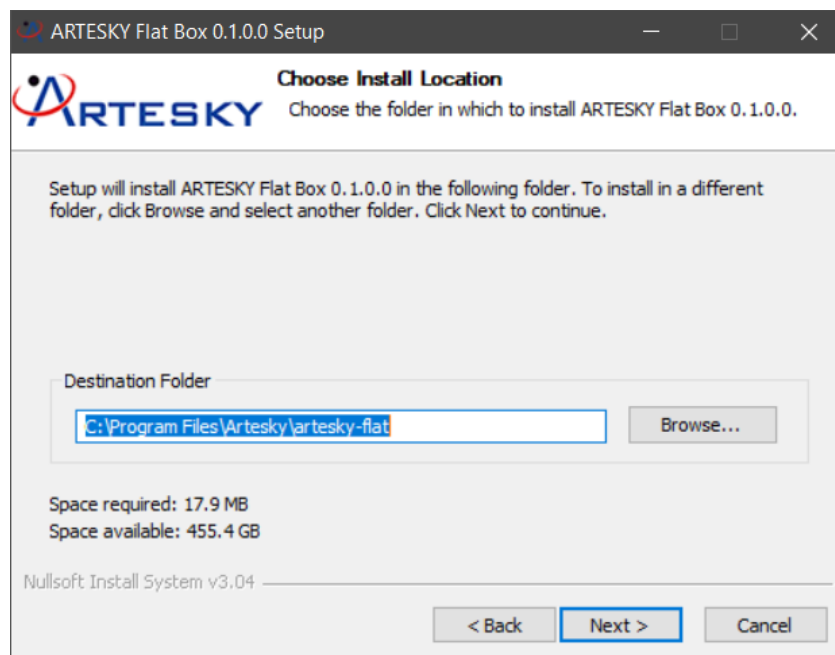 ARTESKY Flat Box 0.1.0.0 Setup
ARTESKY
Choose Install Location
Choose the folder in which to install ARTESKY Flat Box 0.1.0.0.
Setup will install ARTESKY Flat Box 0.1.0.0 in the following folder. To install in a different
folder, click Browse and select another folder. Click Next to continue.
Destination Folder
C:\Program Files\Artesky\artesky-flat
Browse...
Space required: 17.9 MB
Space available: 455.4 GB
Nullsoft Install System v3.04
< Back
Next >
Cancel